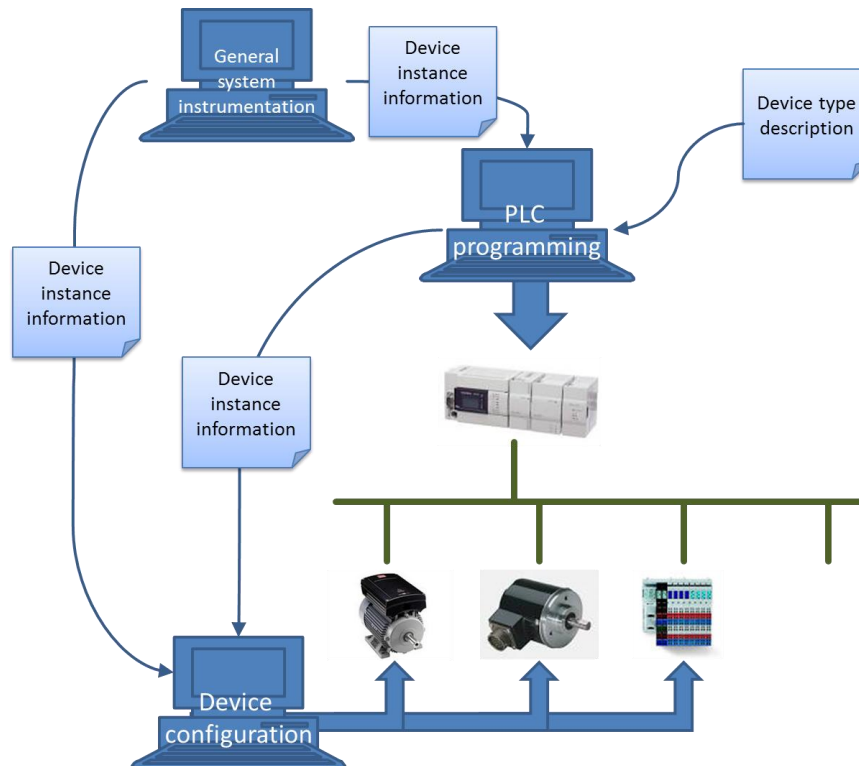 General
system
instrumentation
Device
instance
information
Device type
description
PLC
programming
Device
instance
information
Device
instance
information
Device
configuration